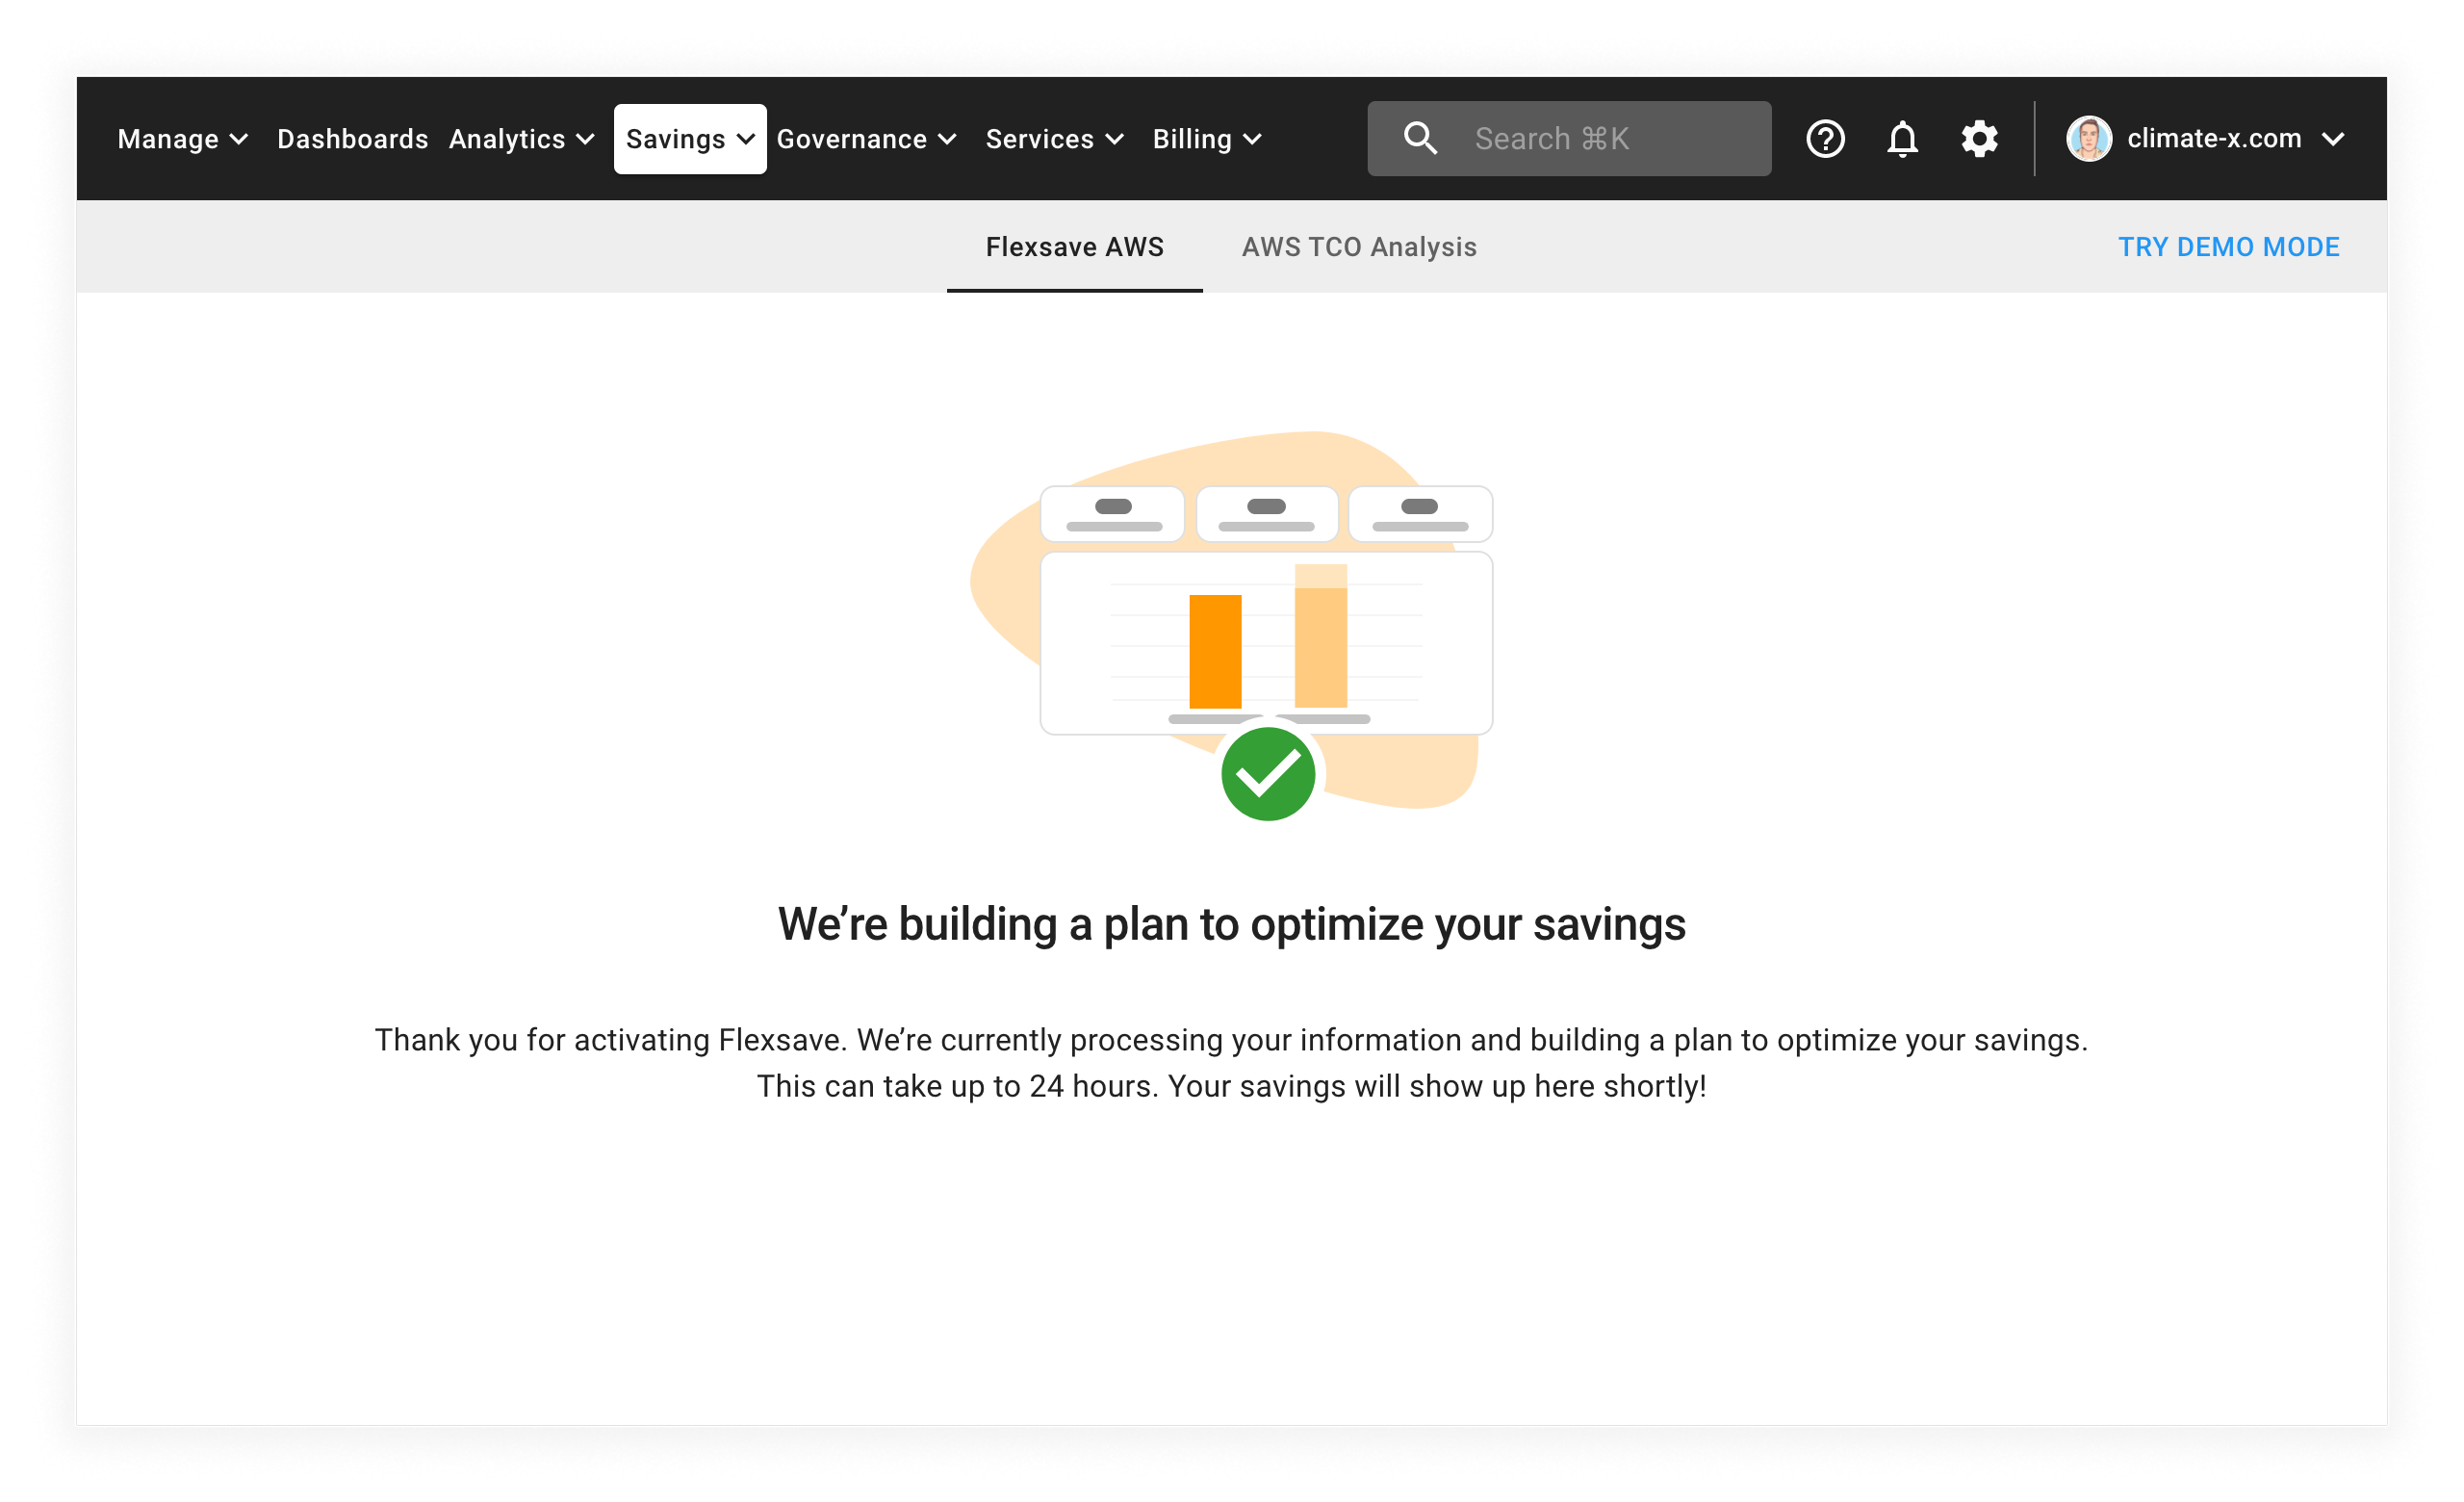 Manage Dashboards Analytics Savings Governance Services Billing Search ⌘K climate-x.com
Flexsave AWS AWS TCO Analysis TRY DEMO MODE
We’re building a plan to optimize your savings
Thank you for activating Flexsave. We’re currently processing your information and building a plan to optimize your savings.
This can take up to 24 hours. Your savings will show up here shortly!